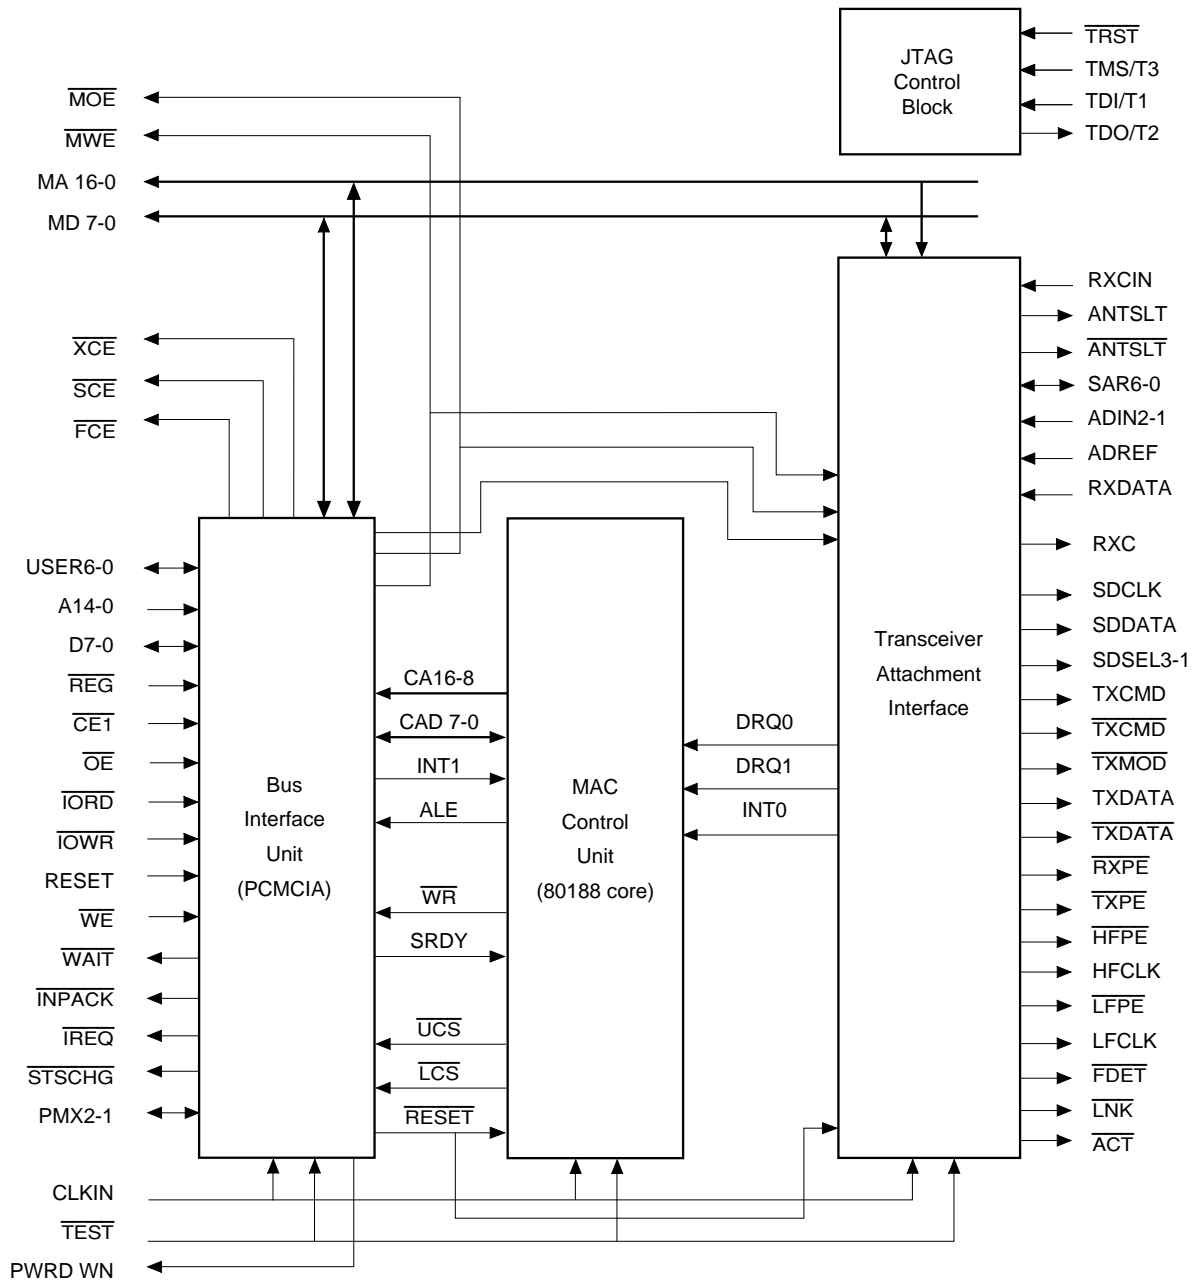 JTAG
Control
Block
TRST
TMS/T3
TDI/T1
TDO/T2
MOE
MWE
MA 16-0
MD 7-0
XCE
SCE
FCE
USER6-0
A14-0
D7-0
REG
CE1
OE
IORD
IOWR
RESET
WE
WAIT
INPACK
IREQ
STSCHG
PMX2-1
CLKIN
TEST
PWRD WN
Bus
Interface
Unit
(PCMCIA)
CA16-8
CAD 7-0
INT1
ALE
WR
SRDY
UCS
LCS
RESET
MAC
Control
Unit
(80188 core)
DRQ0
DRQ1
INT0
Transceiver
Attachment
Interface
RXCIN
ANTSLT
ANTSLT
SAR6-0
ADIN2-1
ADREF
RXDATA
RXC
SDCLK
SDDATA
SDSEL3-1
TXCMD
TXCMD
TXMOD
TXDATA
TXDATA
RXPE
TXPE
HFPE
HFCLK
LFPE
LFCLK
FDET
LNK
ACT